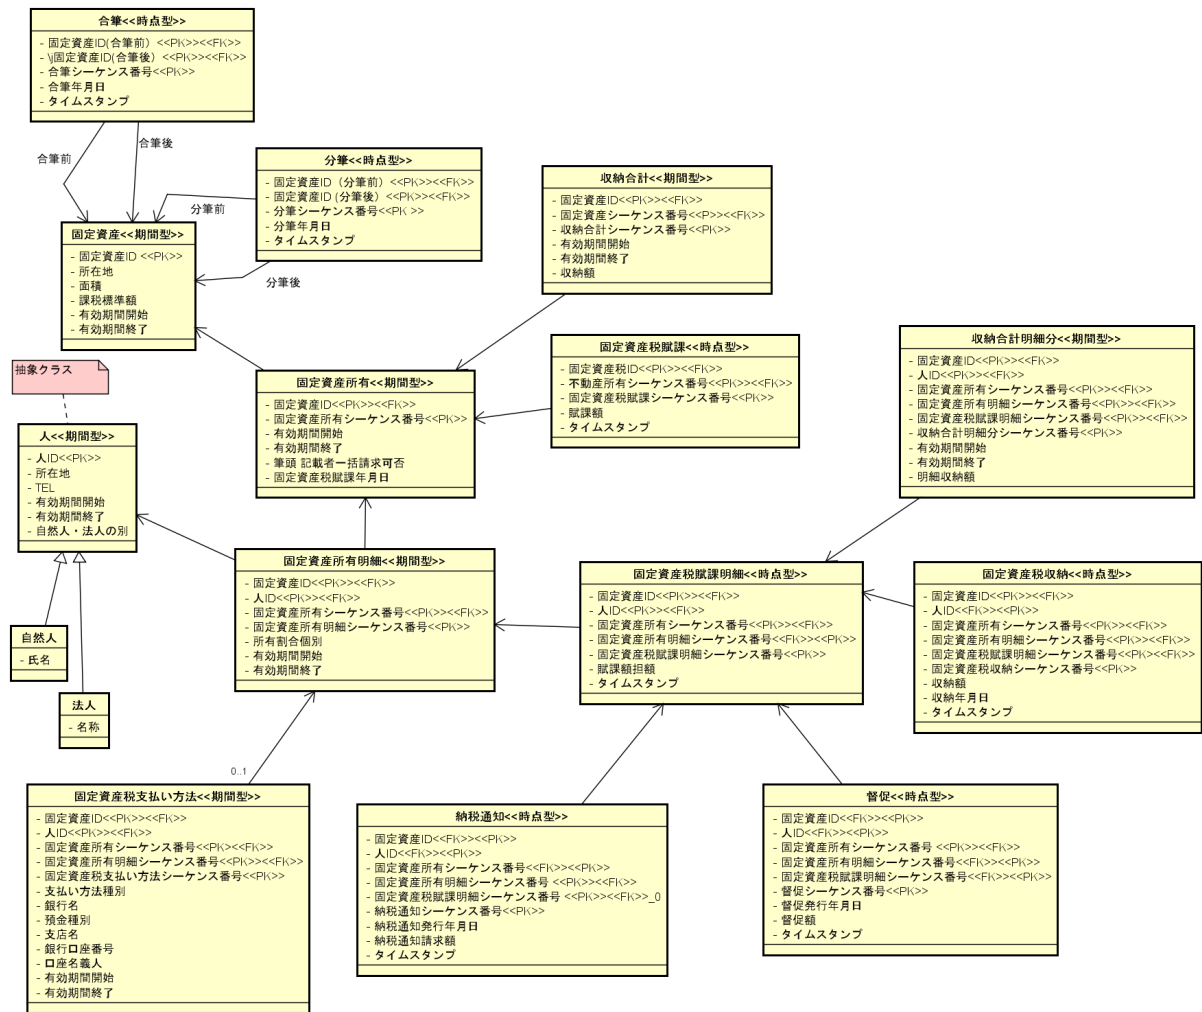 合筆<<時点型>>
- 固定資産ID(合筆前）<<PK>><<FK>>
- \j固定資産ID(合筆後）<<PK>><<FK>>
- 合筆シーケンス番号<<PK>>
- 合筆年月日
- タイムスタンプ
合筆前
合筆後
分筆<<時点型>>
- 固定資産ID（分筆前）<<PK>><<FK>>
- 固定資産ID (分筆後）<<PK>><<FK>>
- 分筆シーケンス番号<<PK >>
- 分筆年月日
- タイムスタンプ
分筆前
分筆後
収納合計<<期間型>>
- 固定資産ID<<PK>><<FK>>
- 固定資産シーケンス番号<<P>><<FK>>
- 収納合計シーケンス番号<<PK>>
- 有効期間開始
- 有効期間終了
- 収納額
固定資産<<期間型>>
- 固定資産ID <<PK>>
- 所在地
- 面積
- 課税標準額
- 有効期間開始
- 有効期間終了
固定資産税賦課<<時点型>>
- 固定資産税ID<<PK>><<FK>>
- 不動産所有シーケンス番号<<PK>><<FK>>
- 固定資産税賦課シーケンス番号<<PK>>
- 賦課額
- タイムスタンプ
収納合計明細分<<期間型>>
- 固定資産ID<<PK>><<FK>>
- 人ID<<PK>><<FK>>
- 固定資産所有シーケンス番号<<PK>><<FK>>
- 固定資産所有明細シーケンス番号<<PK>><<FK>>
- 固定資産税賦課明細シーケンス番号<<PK>><<FK>>
- 収納合計明細分シーケンス番号<<PK>>
- 有効期間開始
- 有効期間終了
- 明細収納額
抽象クラス
固定資産所有<<期間型>>
- 固定資産ID<<PK>><<FK>>
- 固定資産所有シーケンス番号<<PK>>
- 有効期間開始
- 有効期間終了
- 筆頭 記載者一括請求可否
- 固定資産税賦課年月日
人<<期間型>>
- 人ID<<PK>>
- 所在地
- TEL
- 有効期間開始
- 有効期間終了
- 自然人・法人の別
固定資産所有明細<<期間型>>
- 固定資産ID<<PK>><<FK>>
- 人ID<<PK>><<FK>>
- 固定資産所有シーケンス番号<<PK>><<FK>>
- 固定資産所有明細シーケンス番号<<PK>>
- 所有割合個別
- 有効期間開始
- 有効期間終了
固定資産税賦課明細<<時点型>>
- 固定資産ID<<PK>><<FK>>
- 人ID<<PK>><<FK>>
- 固定資産所有シーケンス番号<<PK>><<FK>>
- 固定資産所有明細シーケンス番号<<FK>><<PK>>
- 固定資産税賦課明細シーケンス番号<<PK>>
- 賦課額担額
- タイムスタンプ
固定資産税収納<<時点型>>
- 固定資産ID<<PK>><<FK>>
- 人ID<<FK>><<PK>>
- 固定資産所有シーケンス番号<<PK>><<FK>>
- 固定資産所有明細シーケンス番号<<PK>><<FK>>
- 固定資産税賦課明細シーケンス番号<<PK>><<FK>>
- 固定資産税収納シーケンス番号<<PK>>
- 収納額
- 収納年月日
- タイムスタンプ
自然人
- 氏名
法人
- 名称
0..1
固定資産税支払い方法<<期間型>>
- 固定資産ID<<PK>><<FK>>
- 人ID<<PK>><<FK>>
- 固定資産所有シーケンス番号<<PK>><<FK>>
- 固定資産所有明細シーケンス番号<<PK>><<FK>>
- 固定資産税支払い方法シーケンス番号<<PK>>
- 支払い方法種別
- 銀行名
- 預金種別
- 支店名
- 銀行口座番号
- 口座名義人
- 有効期間開始
- 有効期間終了
納税通知<<時点型>>
- 固定資産ID<<FK>><<PK>>
- 人ID<<FK>><<PK>>
- 固定資産所有シーケンス番号<<FK>><<PK>>
- 固定資産所有明細シーケンス番号 <<PK>><<FK>>
- 固定資産税賦課明細シーケンス番号 <<PK>><<FK>>_0
- 納税通知シーケンス番号<<PK>>
- 納税通知発行年月日
- 納税通知請求額
- タイムスタンプ
督促<<時点型>>
- 固定資産ID<<FK>><<PK>>
- 人ID<<FK>><<PK>>
- 固定資産所有シーケンス番号 <<PK>><<FK>>
- 固定資産所有明細シーケンス番号<<FK>><<PK>>
- 固定資産税賦課明細シーケンス番号<<FK>><<PK>>
- 督促シーケンス番号<<PK>>
- 督促発行年月日
- 督促額
- タイムスタンプ